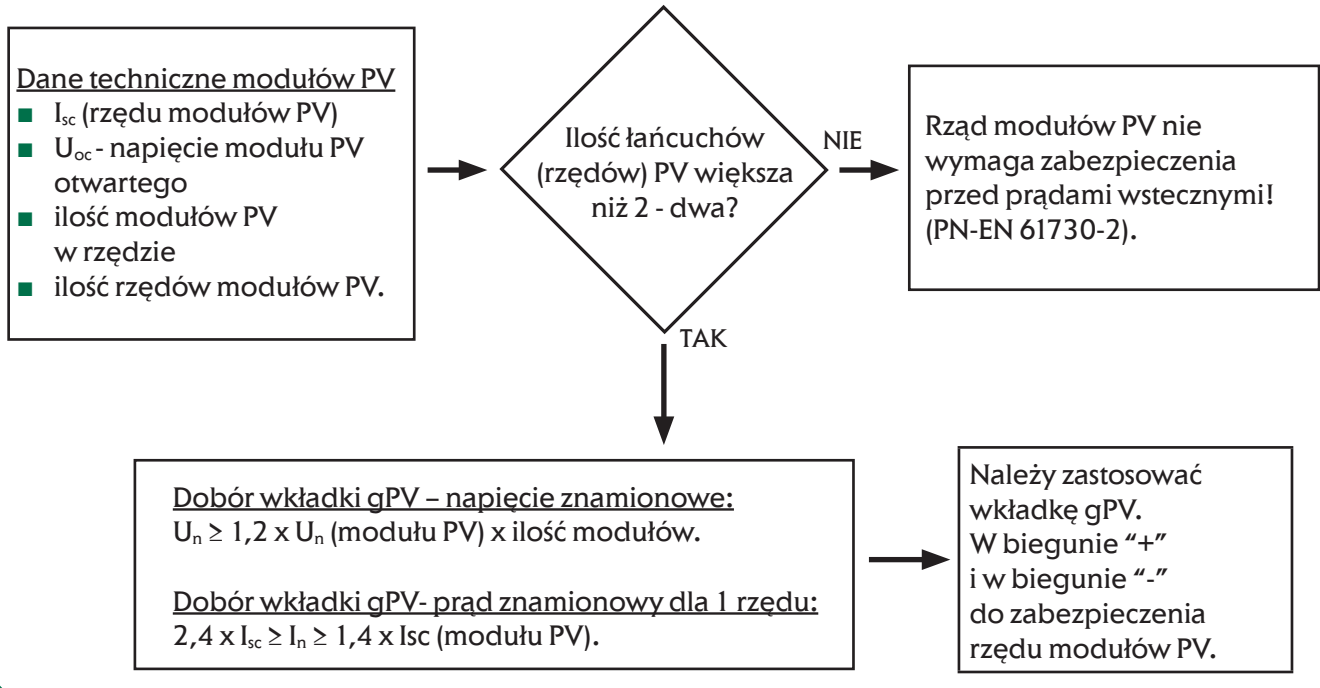 Dane techniczne modułów PV
■ Isc (rzędu modułów PV)
■ Uoc - napięcie modułu PV
otwartego
■ ilość modułów PV
w rzędzie
■ ilość rzędów modułów PV.
Ilość łańcuchów
(rzędów) PV większa
niż 2 - dwa?
NIE
Rząd modułów PV nie
wymaga zabezpieczenia
przed prądami wstecznymi!
(PN-EN 61730-2).
TAK
Dobór wkładki gPV – napięcie znamionowe:
Un ≥ 1,2 x Un (modułu PV) x ilość modułów.
Dobór wkładki gPV- prąd znamionowy dla 1 rzędu:
2,4 x Isc ≥ In ≥ 1,4 x Isc (modułu PV).
Należy zastosować
wkładkę gPV.
W biegunie "+"
i w biegunie "-"
do zabezpieczenia
rzędu modułów PV.